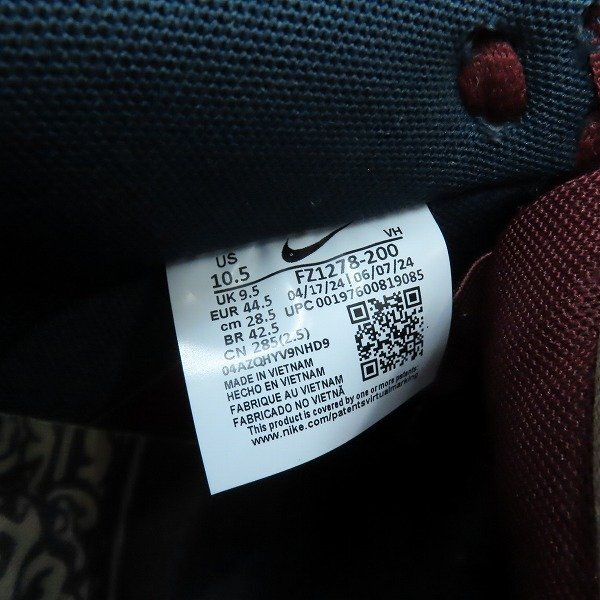 US VH
10.5 FZ1278-200
UK 9.5 04/17/24 | 06/07/24
EUR 44.5 UPC 00197600819085
cm 28.5
BR 42.5
CN 285(2.5)
04AZQHYV9NHD9
MADE IN VIETNAM
HECHO EN VIETNAM
FABRIQUE AU VIETNAM
FABRICADO NO VIETNÃ
This product is covered by one or more patents:
www.nike.com/patentsvirtualmarking